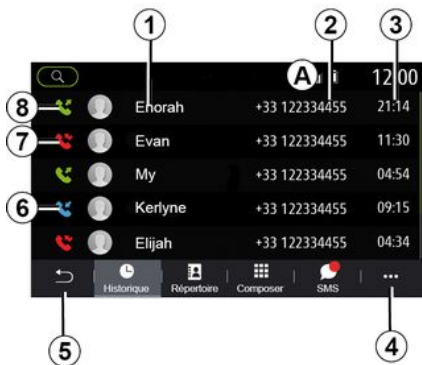 1 2 3
A 12:00
8 Enorah +33 122334455 21:14
7 Evan +33 122334455 11:30
My +33 122334455 04:54
6 Kerlyne +33 122334455 09:15
Elijah +33 122334455 04:34
Historique Répertoire Composer SMS ...
5 4